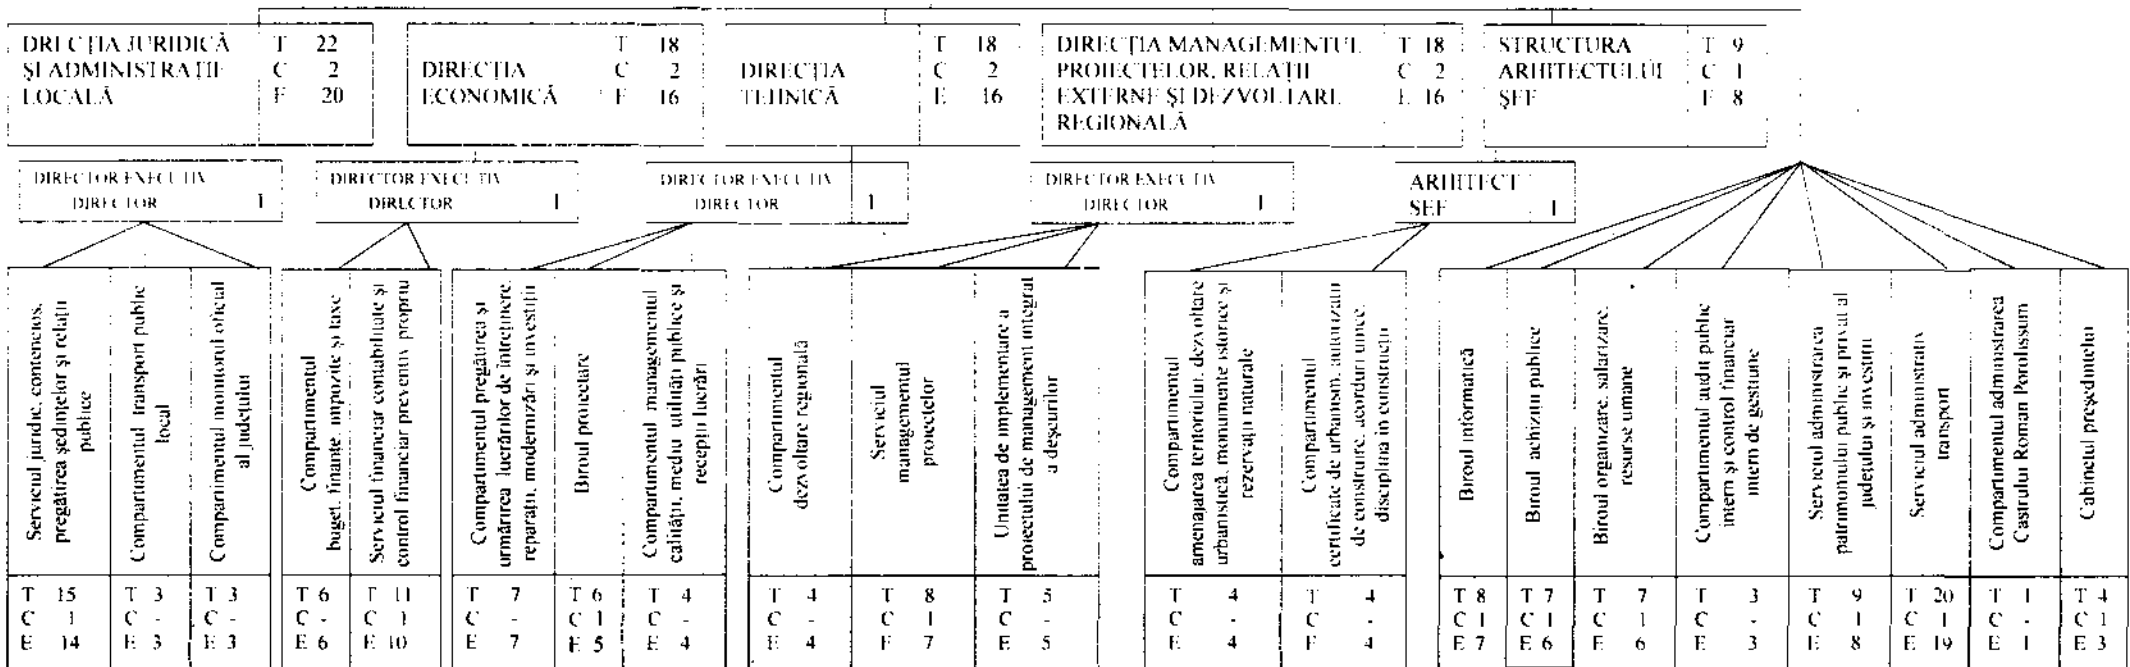 DIRECȚIA JURIDICĂ T 22
ȘI ADMINISTRAȚIE C 2
LOCALĂ E 20
T 18
DIRECȚIA C 2
ECONOMICĂ E 16
T 18
DIRECȚIA C 2
TEHNICĂ E 16
DIRECȚIA MANAGEMENTUL T 18
PROIECTELOR, RELAȚII C 2
EXTERNE ȘI DEZVOLTARE E 16
REGIONALĂ
STRUCTURA T 9
ARHITECTULUI C 1
ȘEF E 8
DIRECTOR EXECUTIV
DIRECTOR 1
DIRECTOR EXECUTIV
DIRECTOR 1
DIRECTOR EXECUTIV
DIRECTOR 1
DIRECTOR EXECUTIV
DIRECTOR 1
ARHITECT
ȘEF 1
Serviciul juridic, contencios,
pregătirea ședințelor și relații
publice
T 15
C 1
E 14
Compartimentul transport public
local
T 3
C -
E 3
Compartimentul monitorul oficial
al județului
T 3
C -
E 3
Compartimentul
buget, finanțe, impozite și taxe
T 6
C -
E 6
Serviciul financiar contabilitate și
control financiar preventiv propriu
T 11
C 1
E 10
Compartimentul pregătirea și
urmărirea lucrărilor de întreținere,
reparații, modernizări și investiții
T 7
C -
E 7
Biroul proiectare
T 6
C 1
E 5
Compartimentul managementul
calității, mediu utilități publice și
recepții lucrări
T 4
C -
E 4
Compartimentul
dezvoltare regională
T 4
C -
E 4
Serviciul
managementul
proiectelor
T 8
C 1
E 7
Unitatea de implementare a
proiectului de management integrat
a deșeurilor
T 5
C -
E 5
Compartimentul
amenajarea teritoriului, dezvoltare
urbanistică, monumente istorice și
rezervații naturale
T 4
C -
E 4
Compartimentul
certificate de urbanism, autorizații
de construire, acorduri unice,
disciplina în construcții
T 4
C -
E 4
Biroul informatică
T 8
C 1
E 7
Biroul achiziții publice
T 7
C 1
E 6
Biroul organizare, salarizare,
resurse umane
T 7
C 1
E 6
Compartimentul audit public
intern și control financiar
intern de gestiune
T 3
C -
E 3
Serviciul administrarea
patrimoniului public și privat al
județului și investiții
T 9
C 1
E 8
Serviciul administrativ
transport
T 20
C 1
E 19
Compartimentul administrarea
Castrului Roman Porolissum
T 1
C -
E 1
Cabinetul președintelui
T 4
C 1
E 3